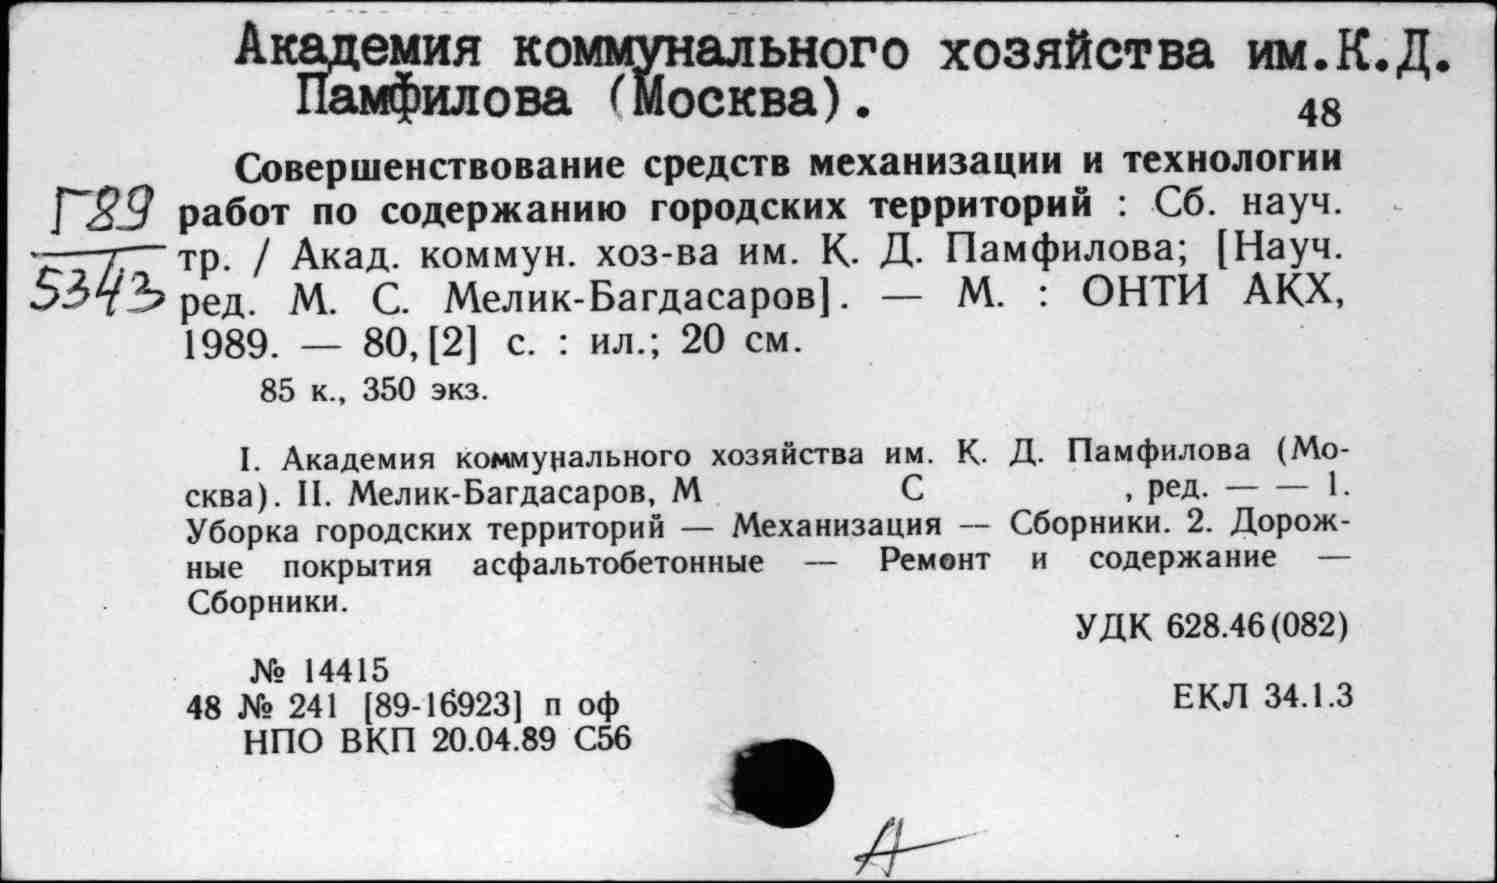 Академия коммунального хозяйства им.К.Д.
Памфилова (Москва).
48
Совершенствование средств механизации и технологии
Г89 работ по содержанию городских территорий : Сб. науч.
тр. / Акад. коммун. хоз-ва им. К. Д. Памфилова; [Науч.
ред. М. С. Мелик-Багдасаров]. — М. : ОНТИ АКХ,
1989. — 80, [2] с. : ил.; 20 см.
85 к., 350 экз.
I. Академия коммунального хозяйства им. К. Д. Памфилова (Мо-
сква). II. Мелик-Багдасаров, М С , ред. — — 1.
Уборка городских территорий — Механизация — Сборники. 2. Дорож-
ные покрытия асфальтобетонные — Ремонт и содержание —
Сборники.
УДК 628.46(082)
№ 14415
48 № 241 [89-16923] п оф
ЕКЛ 34.1.3
НПО ВКП 20.04.89 С56
А